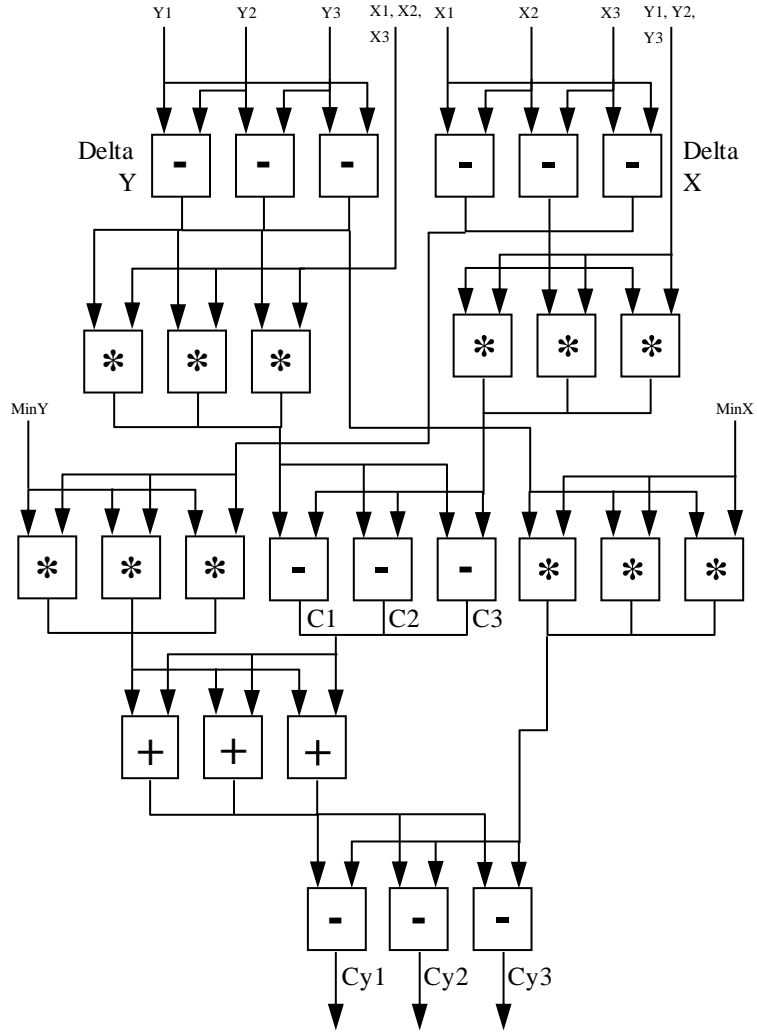 Y1 Y2 Y3 X1, X2, X1 X2 X3 Y1, Y2,
X3 Y3
Delta - - - - - - Delta
Y X
* * * * * *
MinY MinX
* * * - - - * * *
C1 C2 C3
+ + +
- - -
Cy1 Cy2 Cy3